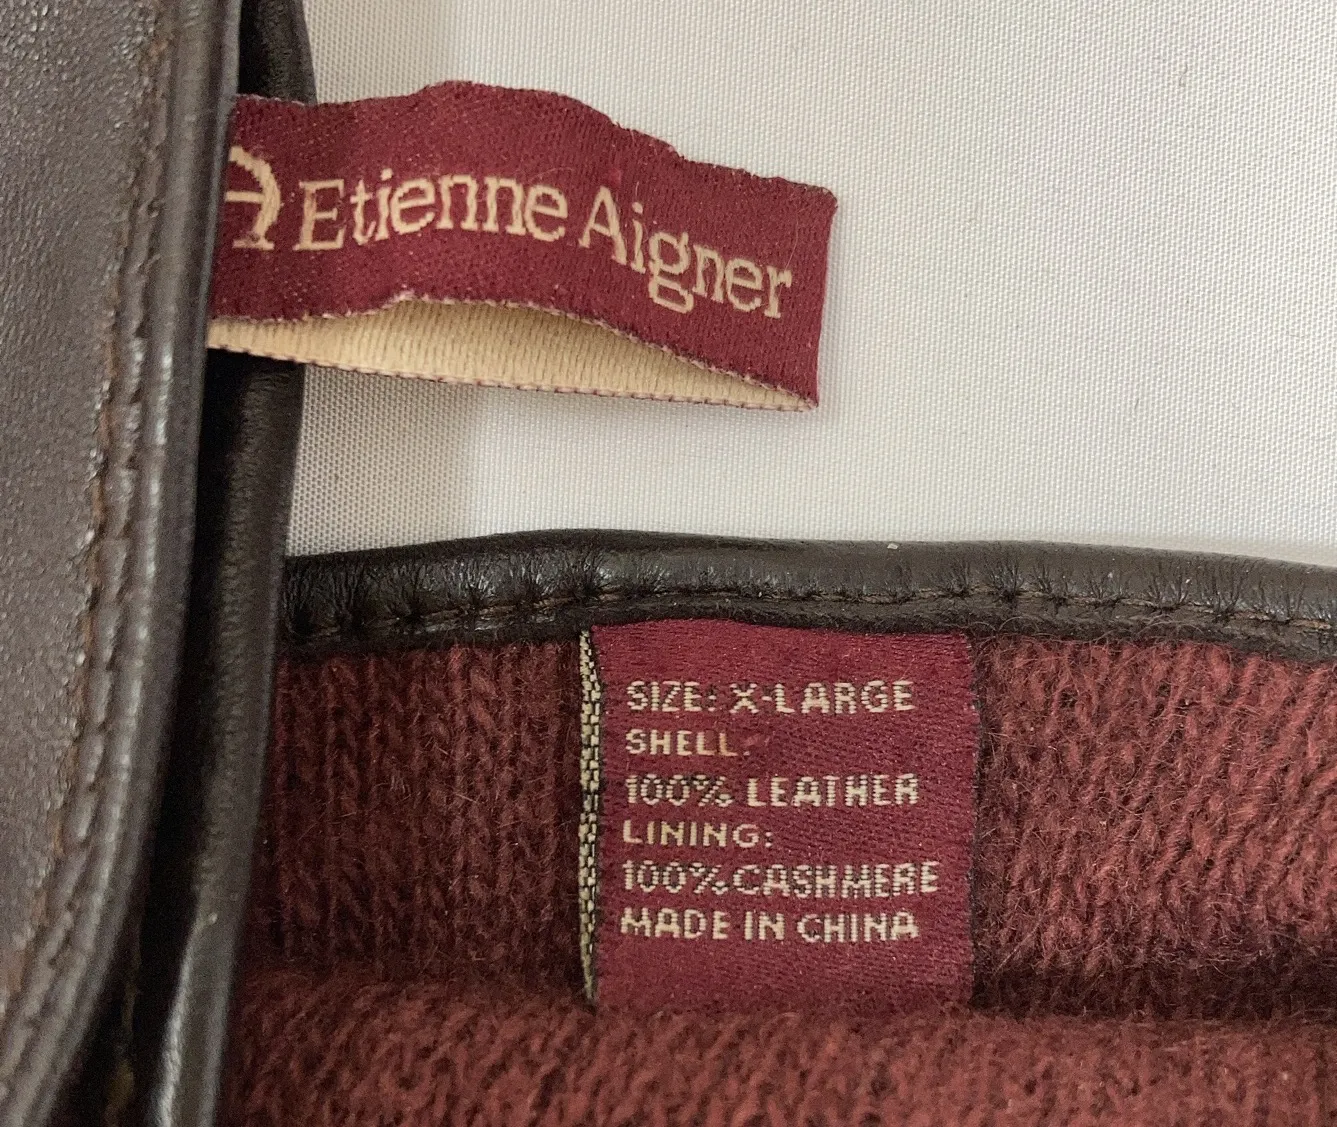 Etienne Aigner
SIZE: X-LARGE
SHELL:
100% LEATHER
LINING:
100% CASHMERE
MADE IN CHINA